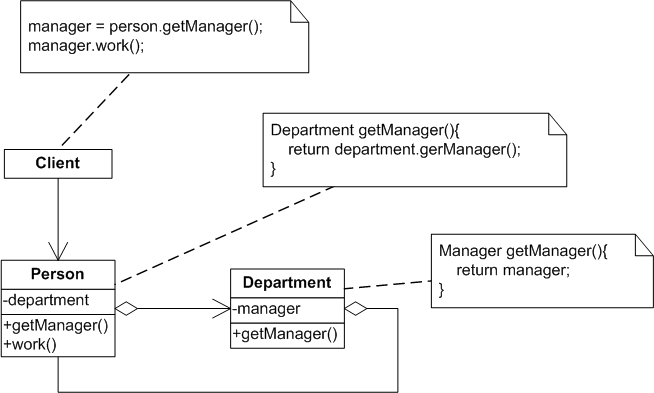 manager = person.getManager();
manager.work();
Department getManager(){
return department.gerManager();
}
Client
Manager getManager(){
return manager;
}
Person
-department
+getManager()
+work()
Department
-manager
+getManager()